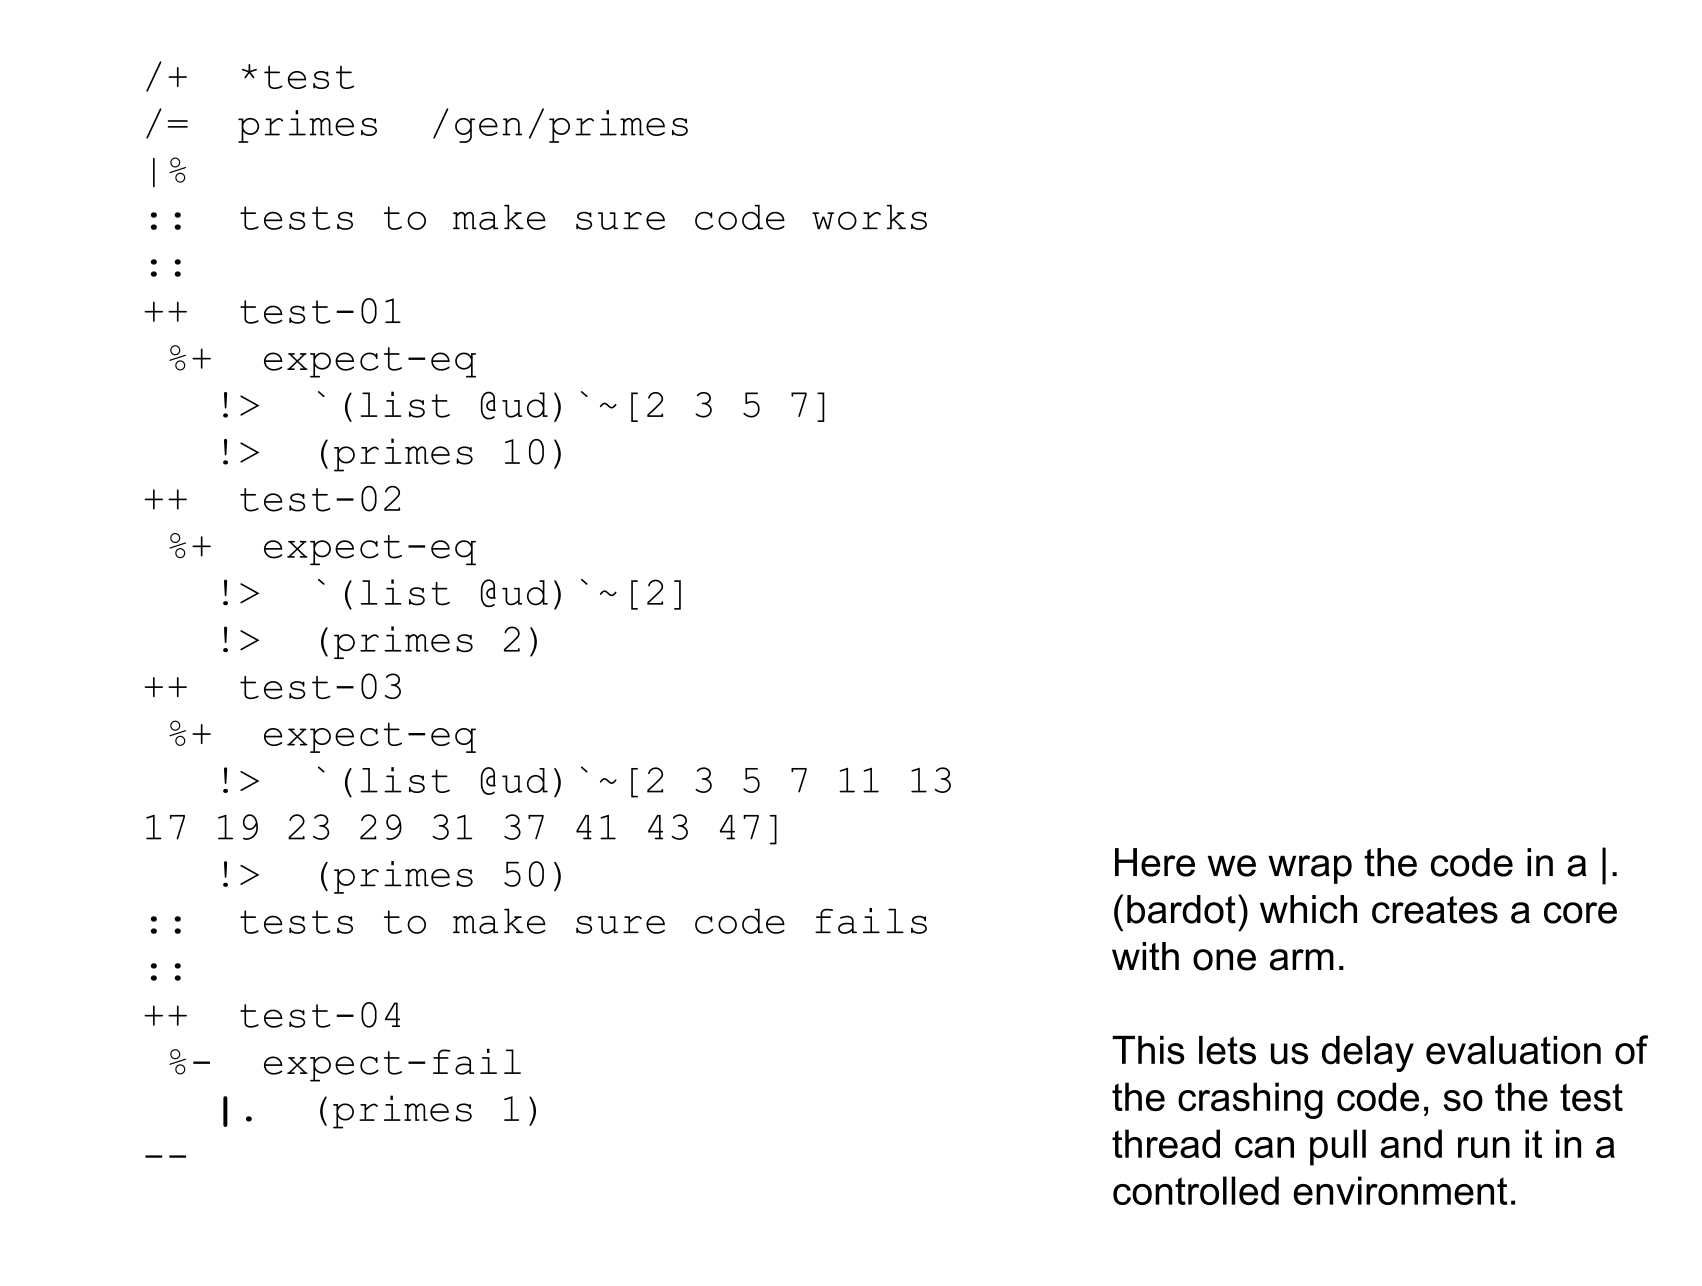 /+  *test
/=  primes  /gen/primes
|%
::  tests to make sure code works
::
++  test-01
 %+  expect-eq
   !>  `(list @ud)`~[2 3 5 7]
   !>  (primes 10)
++  test-02
 %+  expect-eq
   !>  `(list @ud)`~[2]
   !>  (primes 2)
++  test-03
 %+  expect-eq
   !>  `(list @ud)`~[2 3 5 7 11 13
17 19 23 29 31 37 41 43 47]
   !>  (primes 50)
::  tests to make sure code fails
::
++  test-04
 %-  expect-fail
   |.  (primes 1)
--
Here we wrap the code in a |.
(bardot) which creates a core
with one arm.
This lets us delay evaluation of
the crashing code, so the test
thread can pull and run it in a
controlled environment.